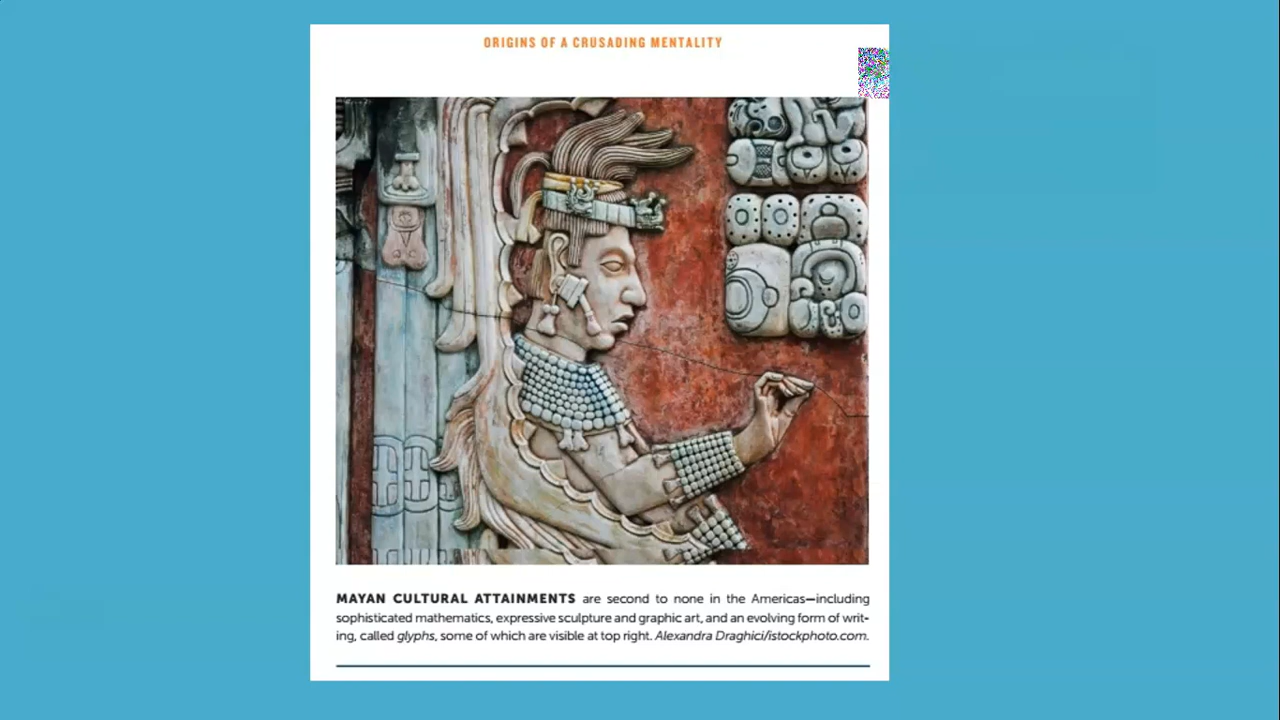 ORIGINS OF A CRUSADING MENTALITY
MAYAN CULTURAL ATTAINMENTS are second to none in the Americas—including
sophisticated mathematics, expressive sculpture and graphic art, and an evolving form of writ-
ing, called glyphs, some of which are visible at top right. Alexandra Draghici/istockphoto.com.